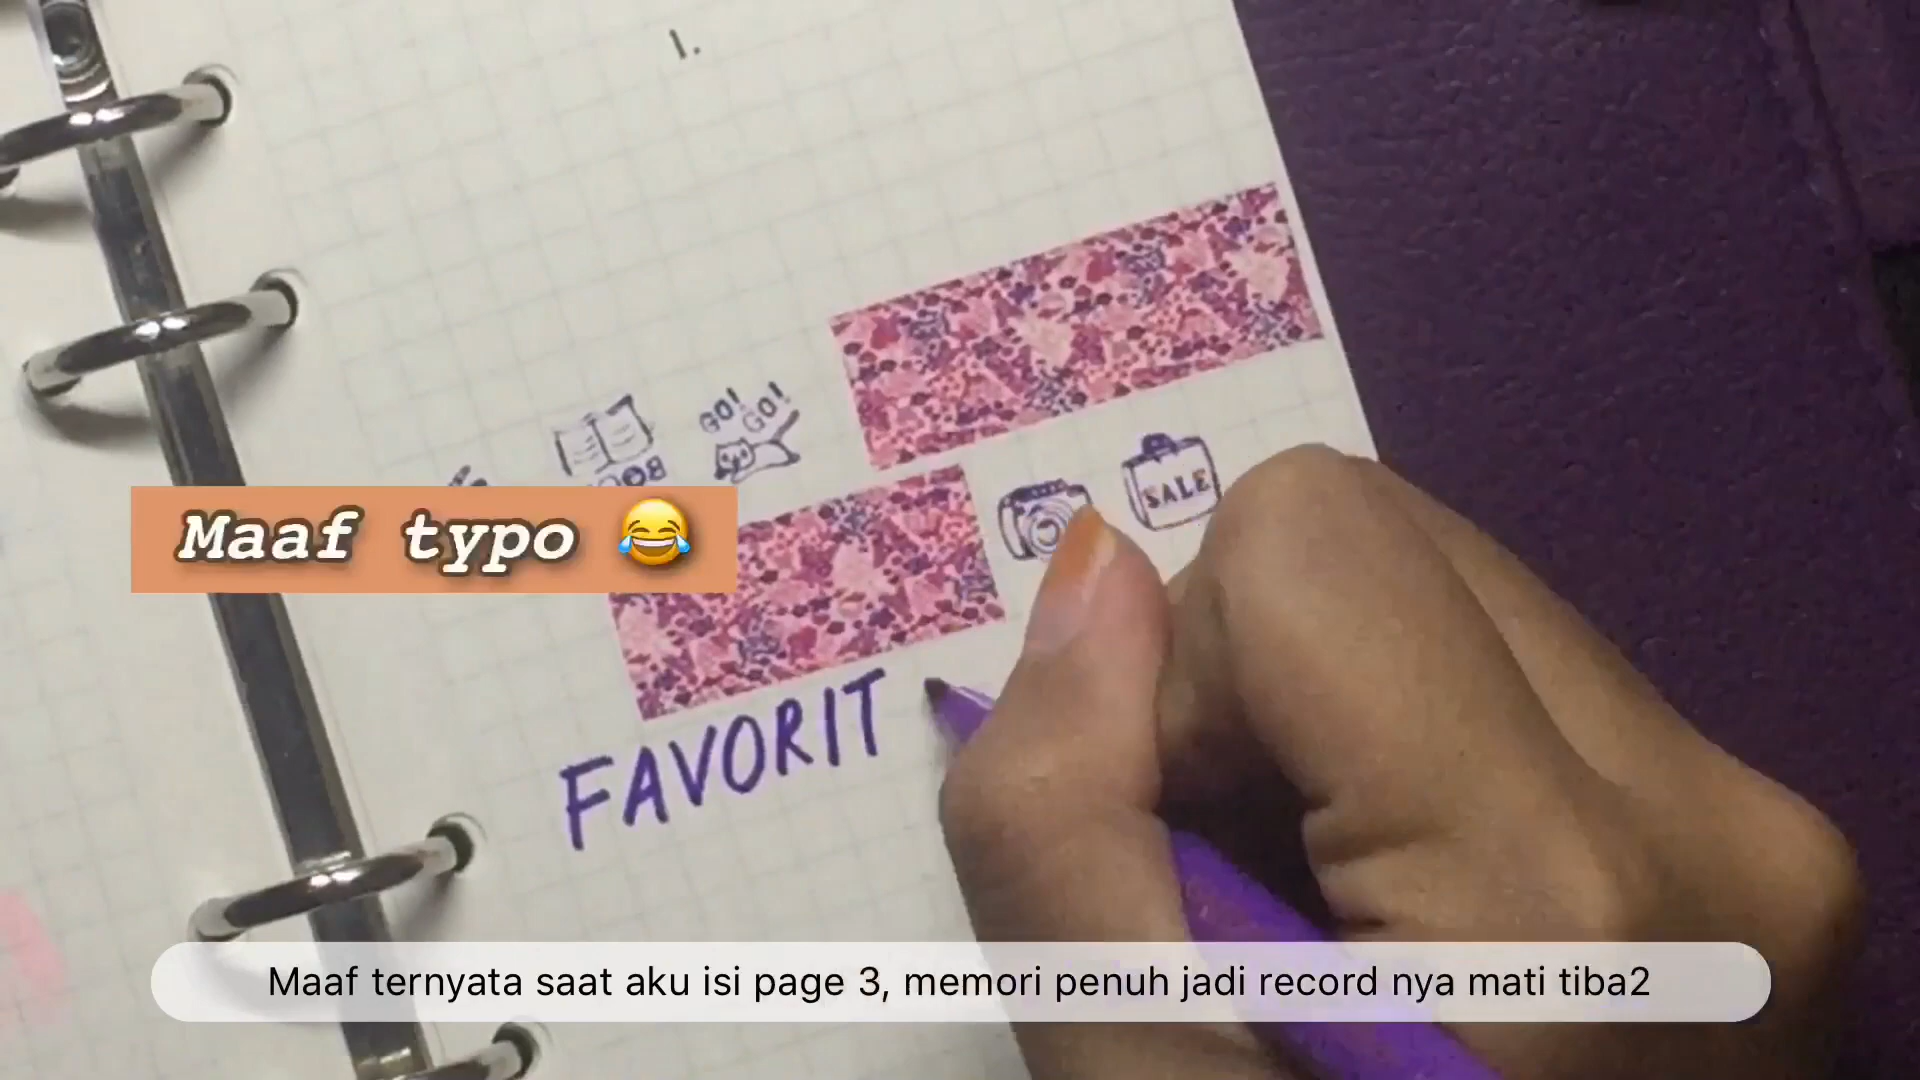 1.
GO!
GO!
BOOK
SALE
Maaf typo 😂
FAVORIT
Maaf ternyata saat aku isi page 3, memori penuh jadi record nya mati tiba2